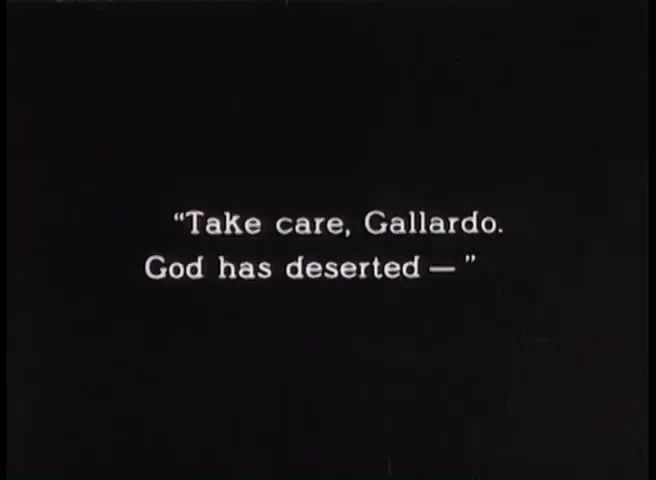 “Take care, Gallardo.
God has deserted — ”